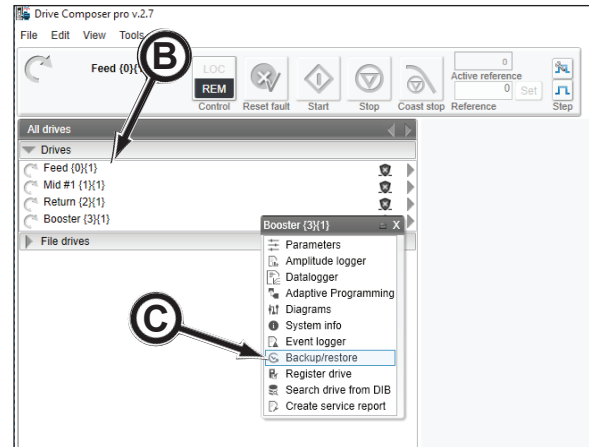 Drive Composer pro v.2.7
File Edit View Tools
B
Feed {0}{1}
LOC
REM
Control
Reset fault
Start
Stop
Coast stop
0
Active reference
0
Set
Reference
Step
All drives
Drives
Feed {0}{1}
Mid #1 {1}{1}
Return {2}{1}
Booster {3}{1}
File drives
Booster {3}{1} X
Parameters
Amplitude logger
Datalogger
Adaptive Programming
Diagrams
System info
Event logger
C
Backup/restore
Register drive
Search drive from DIB
Create service report